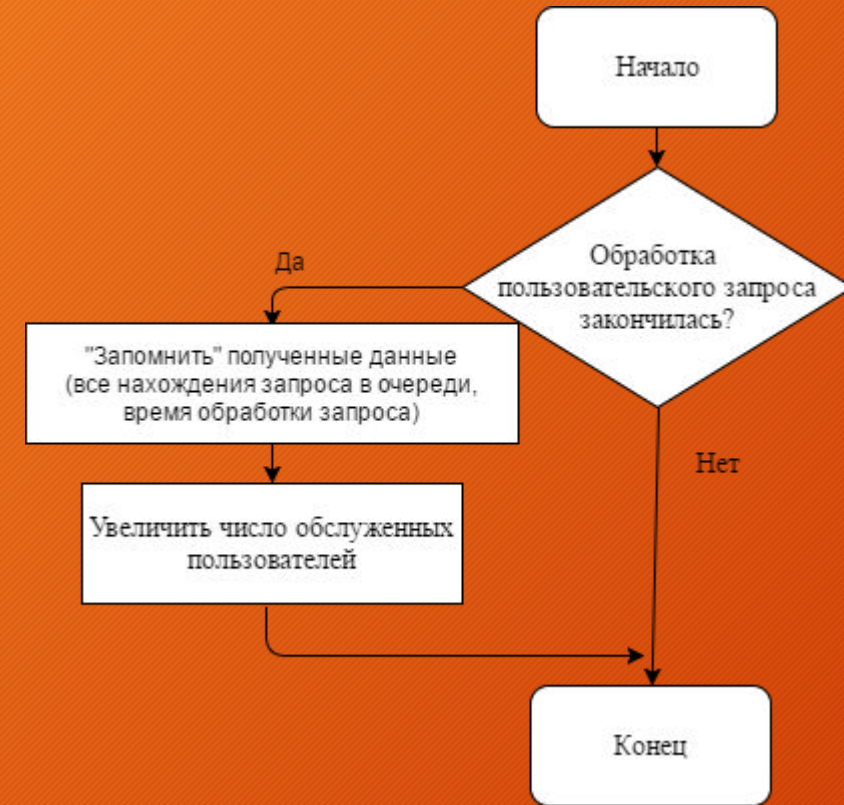 Начало
Обработка
пользовательского запроса
закончилась?
Да
"Запомнить" полученные данные
(все нахождения запроса в очереди,
время обработки запроса)
Нет
Увеличить число обслуженных
пользователей
Конец